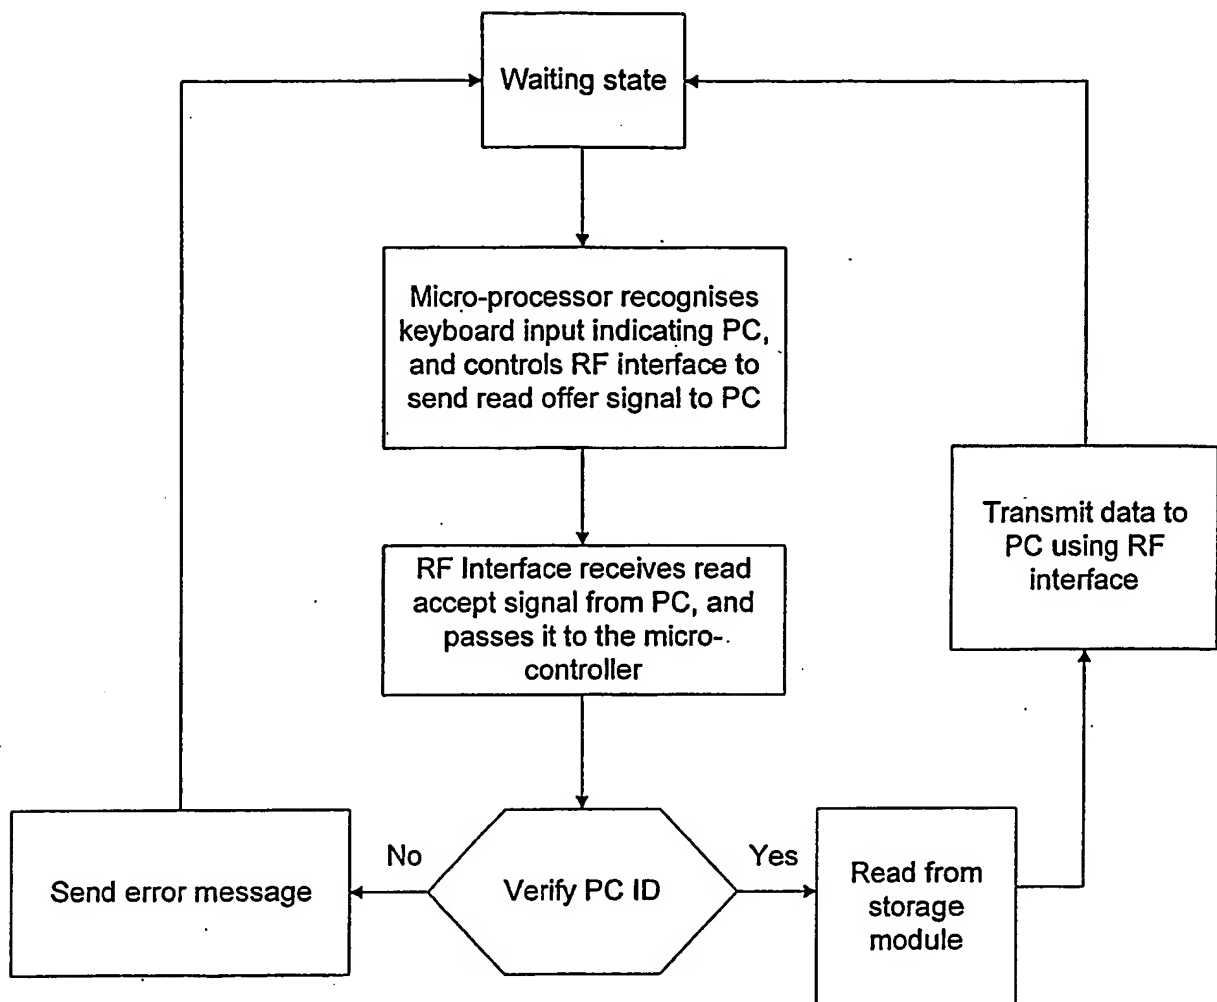 Waiting state
Micro-processor recognises
keyboard input indicating PC,
and controls RF interface to
send read offer signal to PC
Transmit data to
PC using RF
interface
RF Interface receives read
accept signal from PC, and
passes it to the micro-
controller
No
Yes
Send error message
Verify PC ID
Read from
storage
module